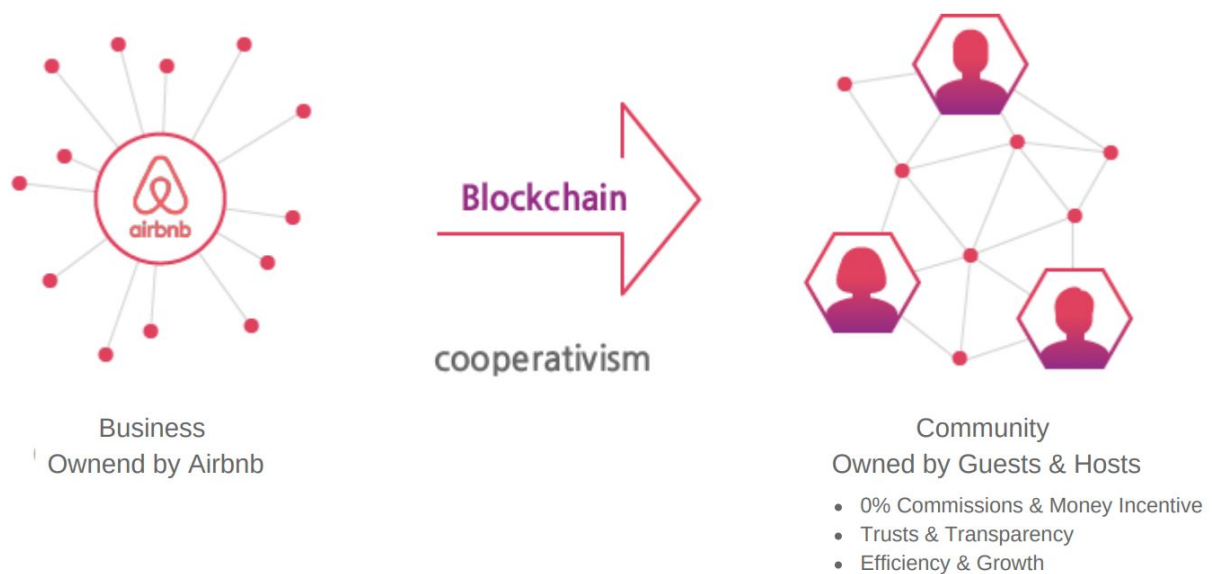 airbnb
Blockchain
cooperativism
Business
Ownend by Airbnb
Community
Owned by Guests & Hosts
• 0% Commissions & Money Incentive
• Trusts & Transparency
• Efficiency & Growth